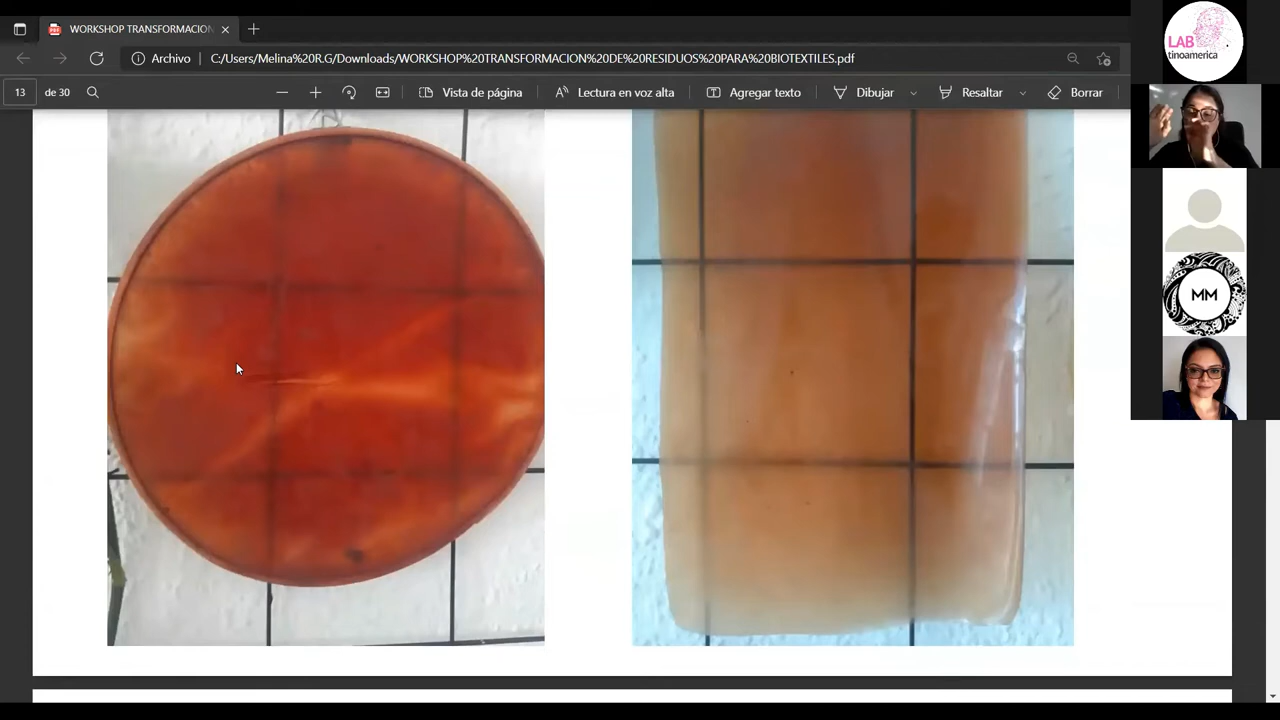 WORKSHOP TRANSFORMACION
Archivo
C:/Users/Melina%20R.G/Downloads/WORKSHOP%20TRANSFORMACION%20DE%20RESIDUOS%20PARA%20BIOTEXTILES.pdf
13
de 30
Vista de página
Lectura en voz alta
Agregar texto
Dibujar
Resaltar
Borrar
LAB
tinoamerica
MM